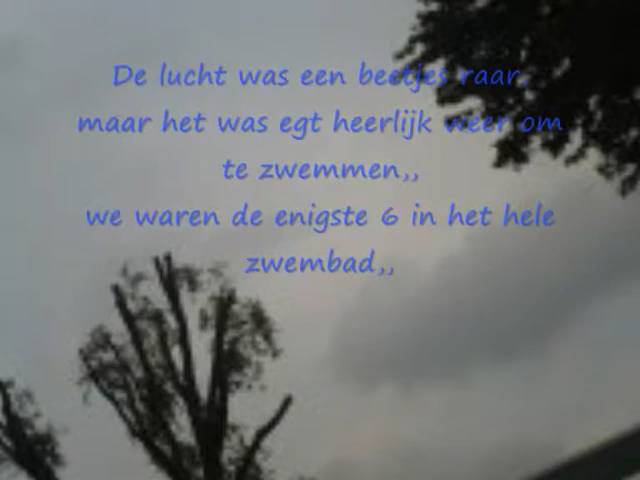 De lucht was een beetjes raar,
maar het was egt heerlijk weer om
te zwemmen,,
we waren de enigste 6 in het hele
zwembad,,